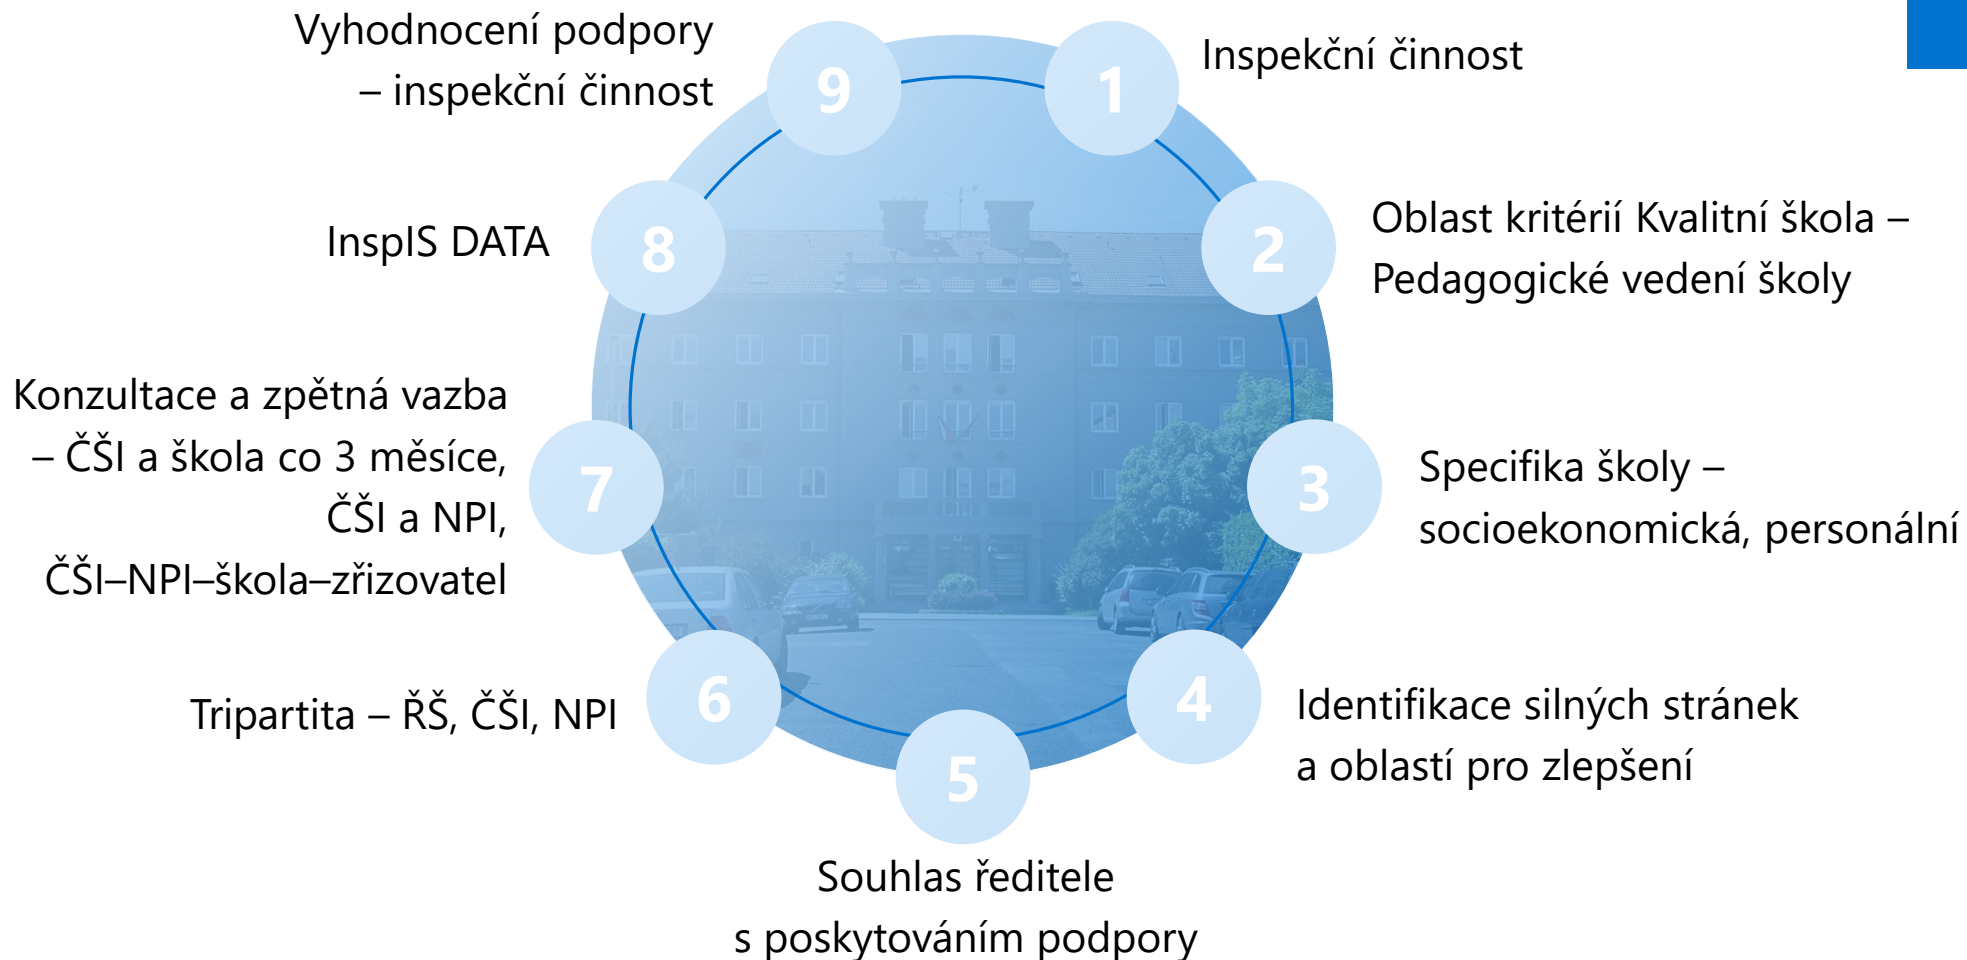 1
Inspekční činnost
2
Oblast kritérií Kvalitní škola –
Pedagogické vedení školy
3
Specifika školy –
socioekonomická, personální
4
Identifikace silných stránek
a oblastí pro zlepšení
5
Souhlas ředitele
s poskytováním podpory
6
Tripartita – ŘŠ, ČŠI, NPI
7
Konzultace a zpětná vazba
– ČŠI a škola co 3 měsíce,
ČŠI a NPI,
ČŠI–NPI–škola–zřizovatel
8
InspIS DATA
9
Vyhodnocení podpory
– inspekční činnost